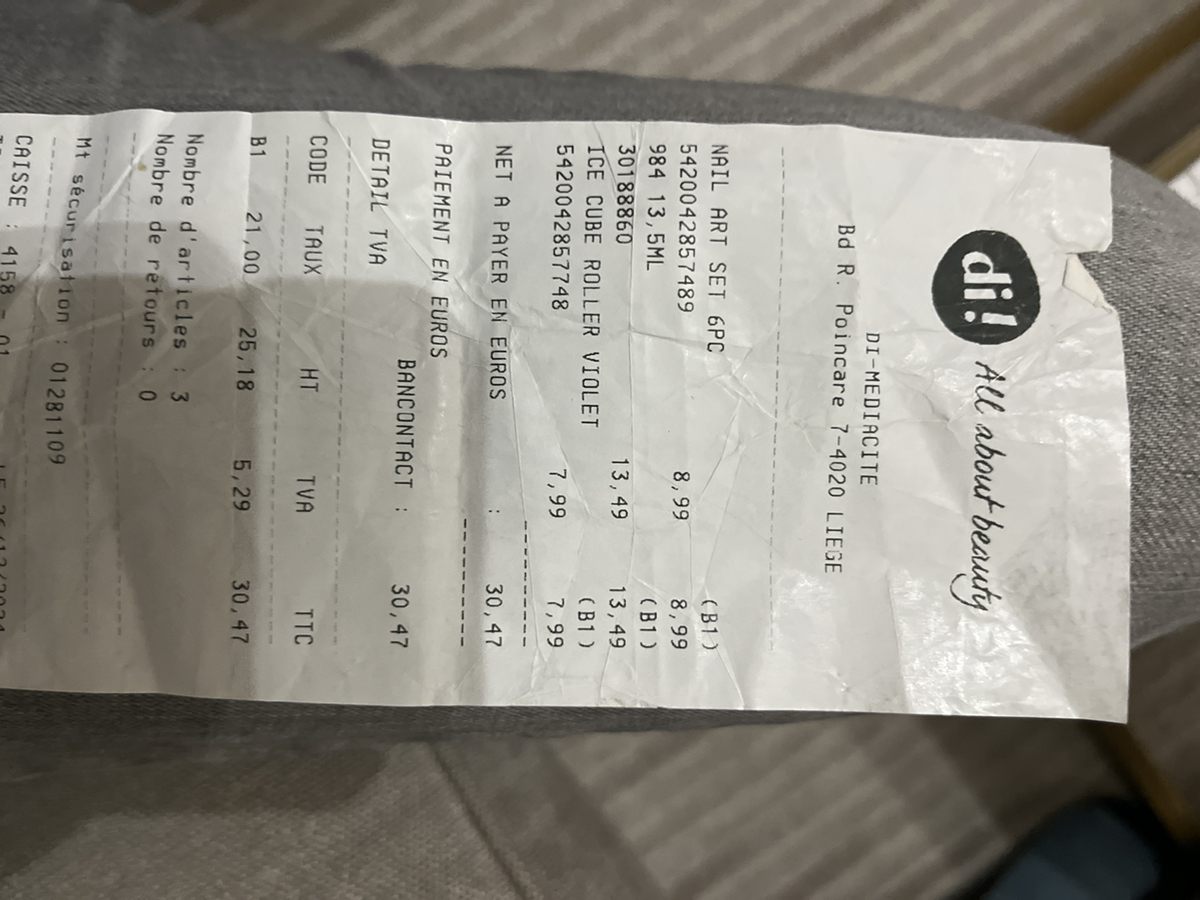 di! All about beauty
DI-MEDIACITE
Bd R. Poincare 7-4020 LIEGE
NAIL ART SET 6PC (B1)
5420042857489 8,99 8,99
984 13,5ML (B1)
30188860 13,49 13,49
ICE CUBE ROLLER VIOLET (B1)
5420042857748 7,99 7,99
NET A PAYER EN EUROS : 30,47
PAIEMENT EN EUROS
BANCONTACT : 30,47
DETAIL TVA
CODE TAUX HT TVA TTC
B1 21,00 25,18 5,29 30,47
Nombre d'articles : 3
Nombre de retours : 0
Mt sécurisation : 01281109
CAISSE : 4158 - 01